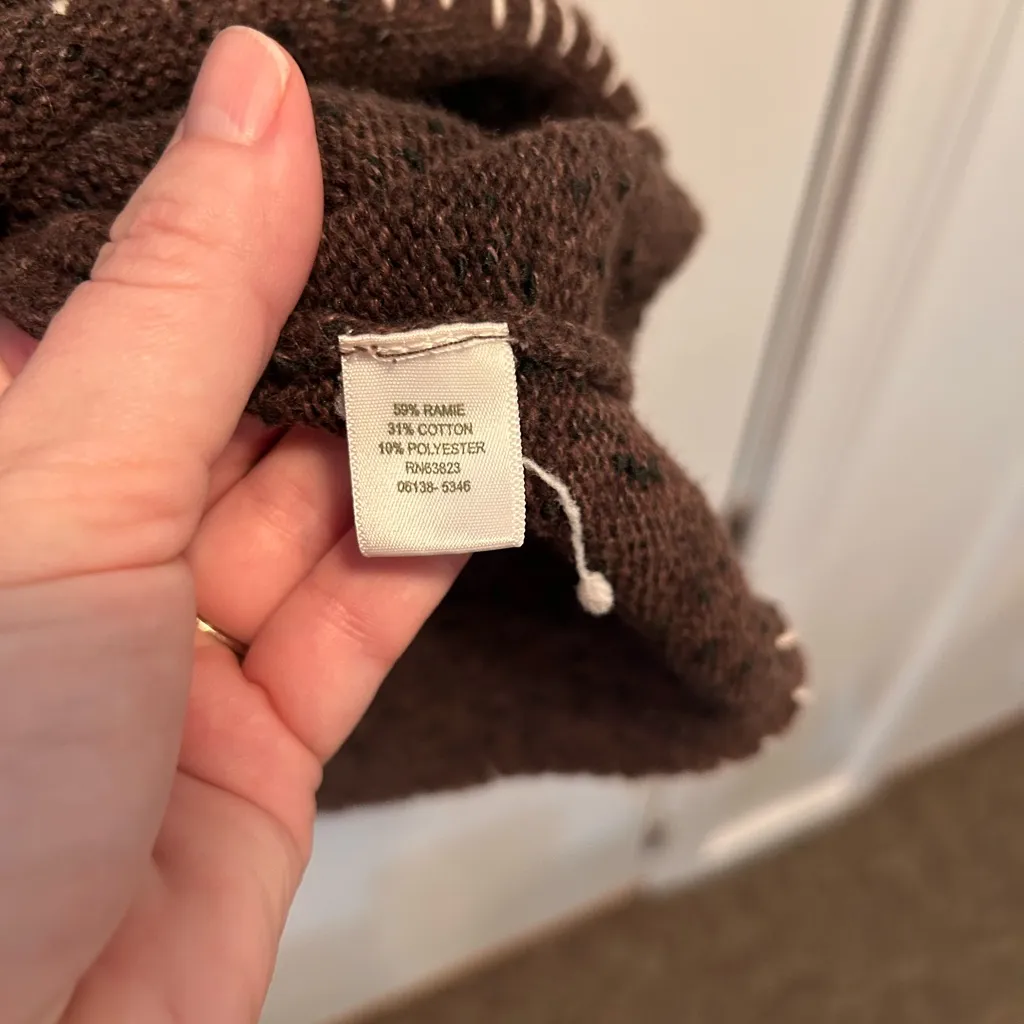 59% RAMIE
31% COTTON
10% POLYESTER
RN63823
06138- 5346